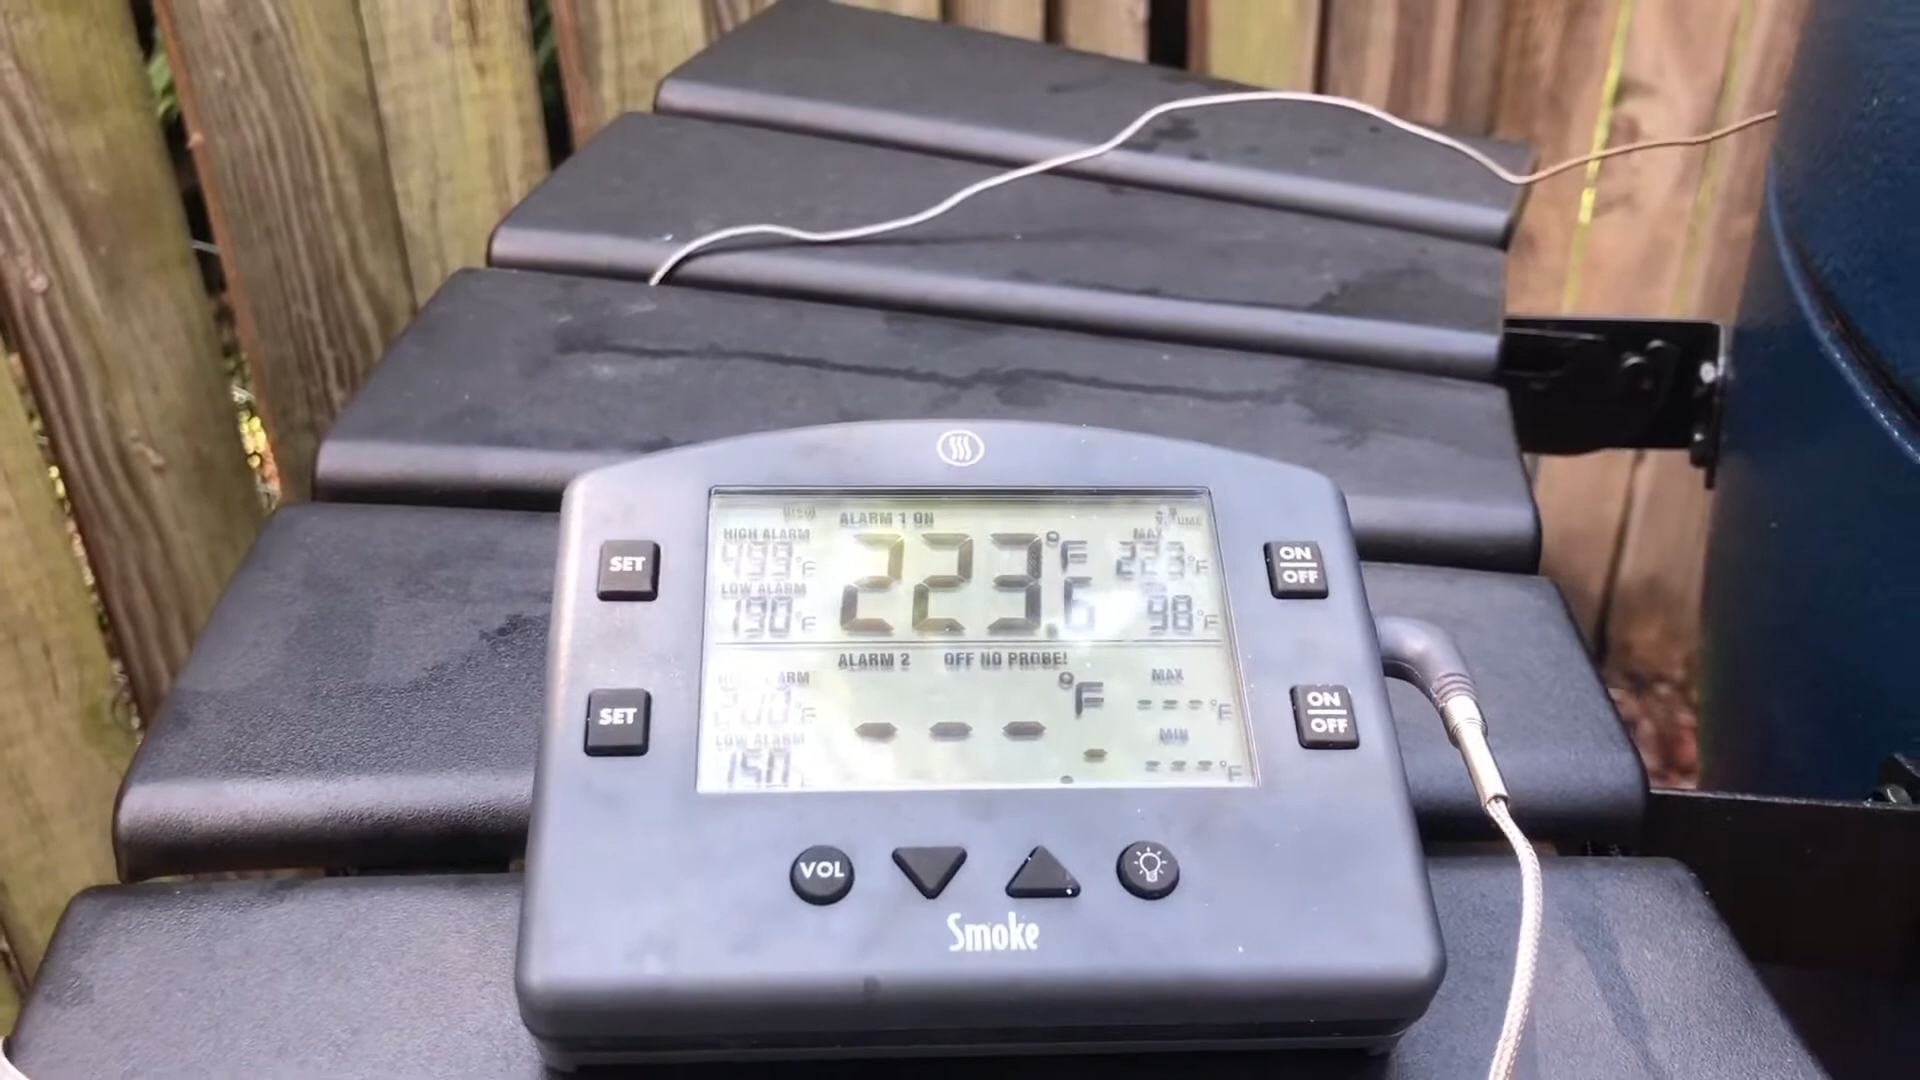 ALARM 1 ON
HIGH ALARM
°F
223.6 °F
MAX
223°F
LOW ALARM
190°F
98°F
SET
ON
OFF
ALARM 2 OFF NO PROBE!
°F
---.- °F
MAX
---°F
LOW ALARM
150
MIN
---°F
SET
ON
OFF
VOL
Smoke